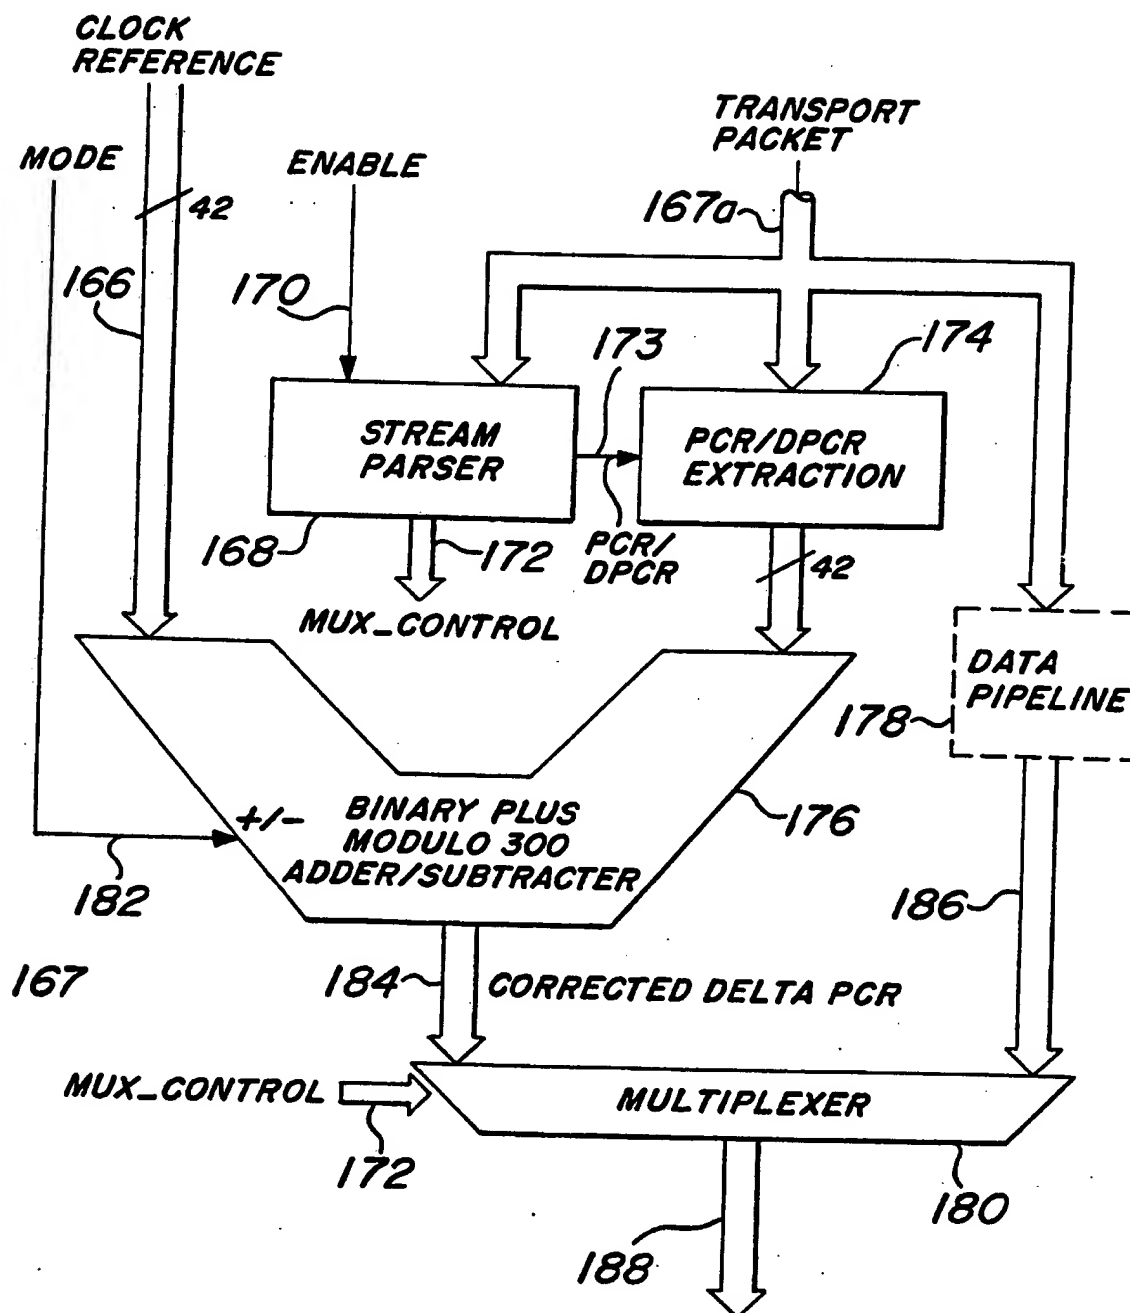 CLOCK
REFERENCE
TRANSPORT
PACKET
MODE
ENABLE
42
167a
166
170
173
174
STREAM
PARSER
PCR/DPCR
EXTRACTION
168
172
PCR/
DPCR
42
MUX_CONTROL
DATA
PIPELINE
178
+/-
BINARY PLUS
MODULO 300
ADDER/SUBTRACTER
176
182
186
167
184
CORRECTED DELTA PCR
MUX_CONTROL
MULTIPLEXER
172
180
188